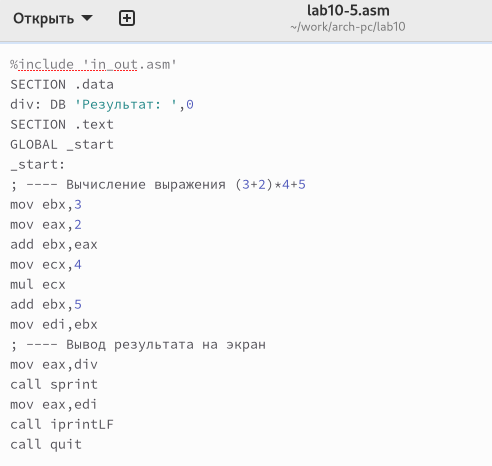 Открыть
lab10-5.asm
~/work/arch-pc/lab10
%include 'in_out.asm'
SECTION .data
div: DB 'Результат: ',0
SECTION .text
GLOBAL _start
_start:
; ---- Вычисление выражения (3+2)*4+5
mov ebx,3
mov eax,2
add ebx,eax
mov ecx,4
mul ecx
add ebx,5
mov edi,ebx
; ---- Вывод результата на экран
mov eax,div
call sprint
mov eax,edi
call iprintLF
call quit